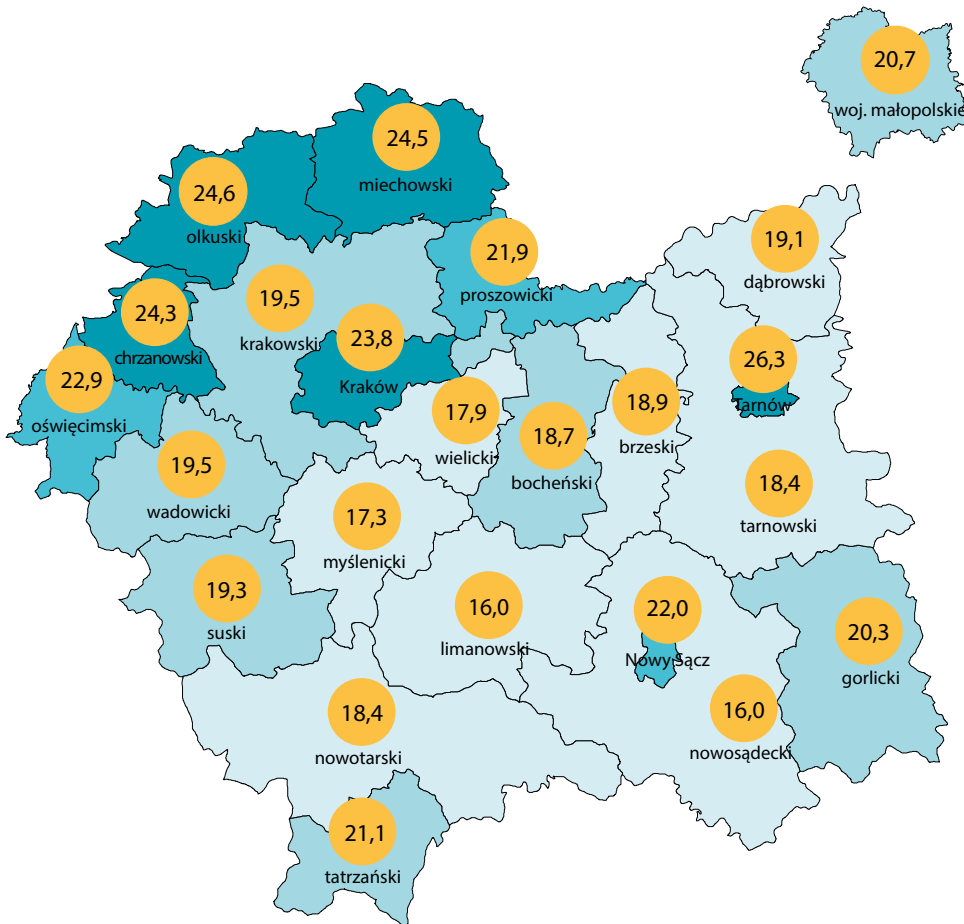 20,7
woj. małopolskie
24,5
miechowski
24,6
olkuski
21,9
proszowicki
19,1
dąbrowski
24,3
chrzanowski
19,5
krakowski
23,8
Kraków
26,3
Tarnów
22,9
oświęcimski
17,9
wielicki
18,7
bocheński
18,9
brzeski
19,5
wadowicki
18,4
tarnowski
17,3
myślenicki
19,3
suski
16,0
limanowski
22,0
Nowy Sącz
20,3
gorlicki
18,4
nowotarski
16,0
nowosądecki
21,1
tatrzański